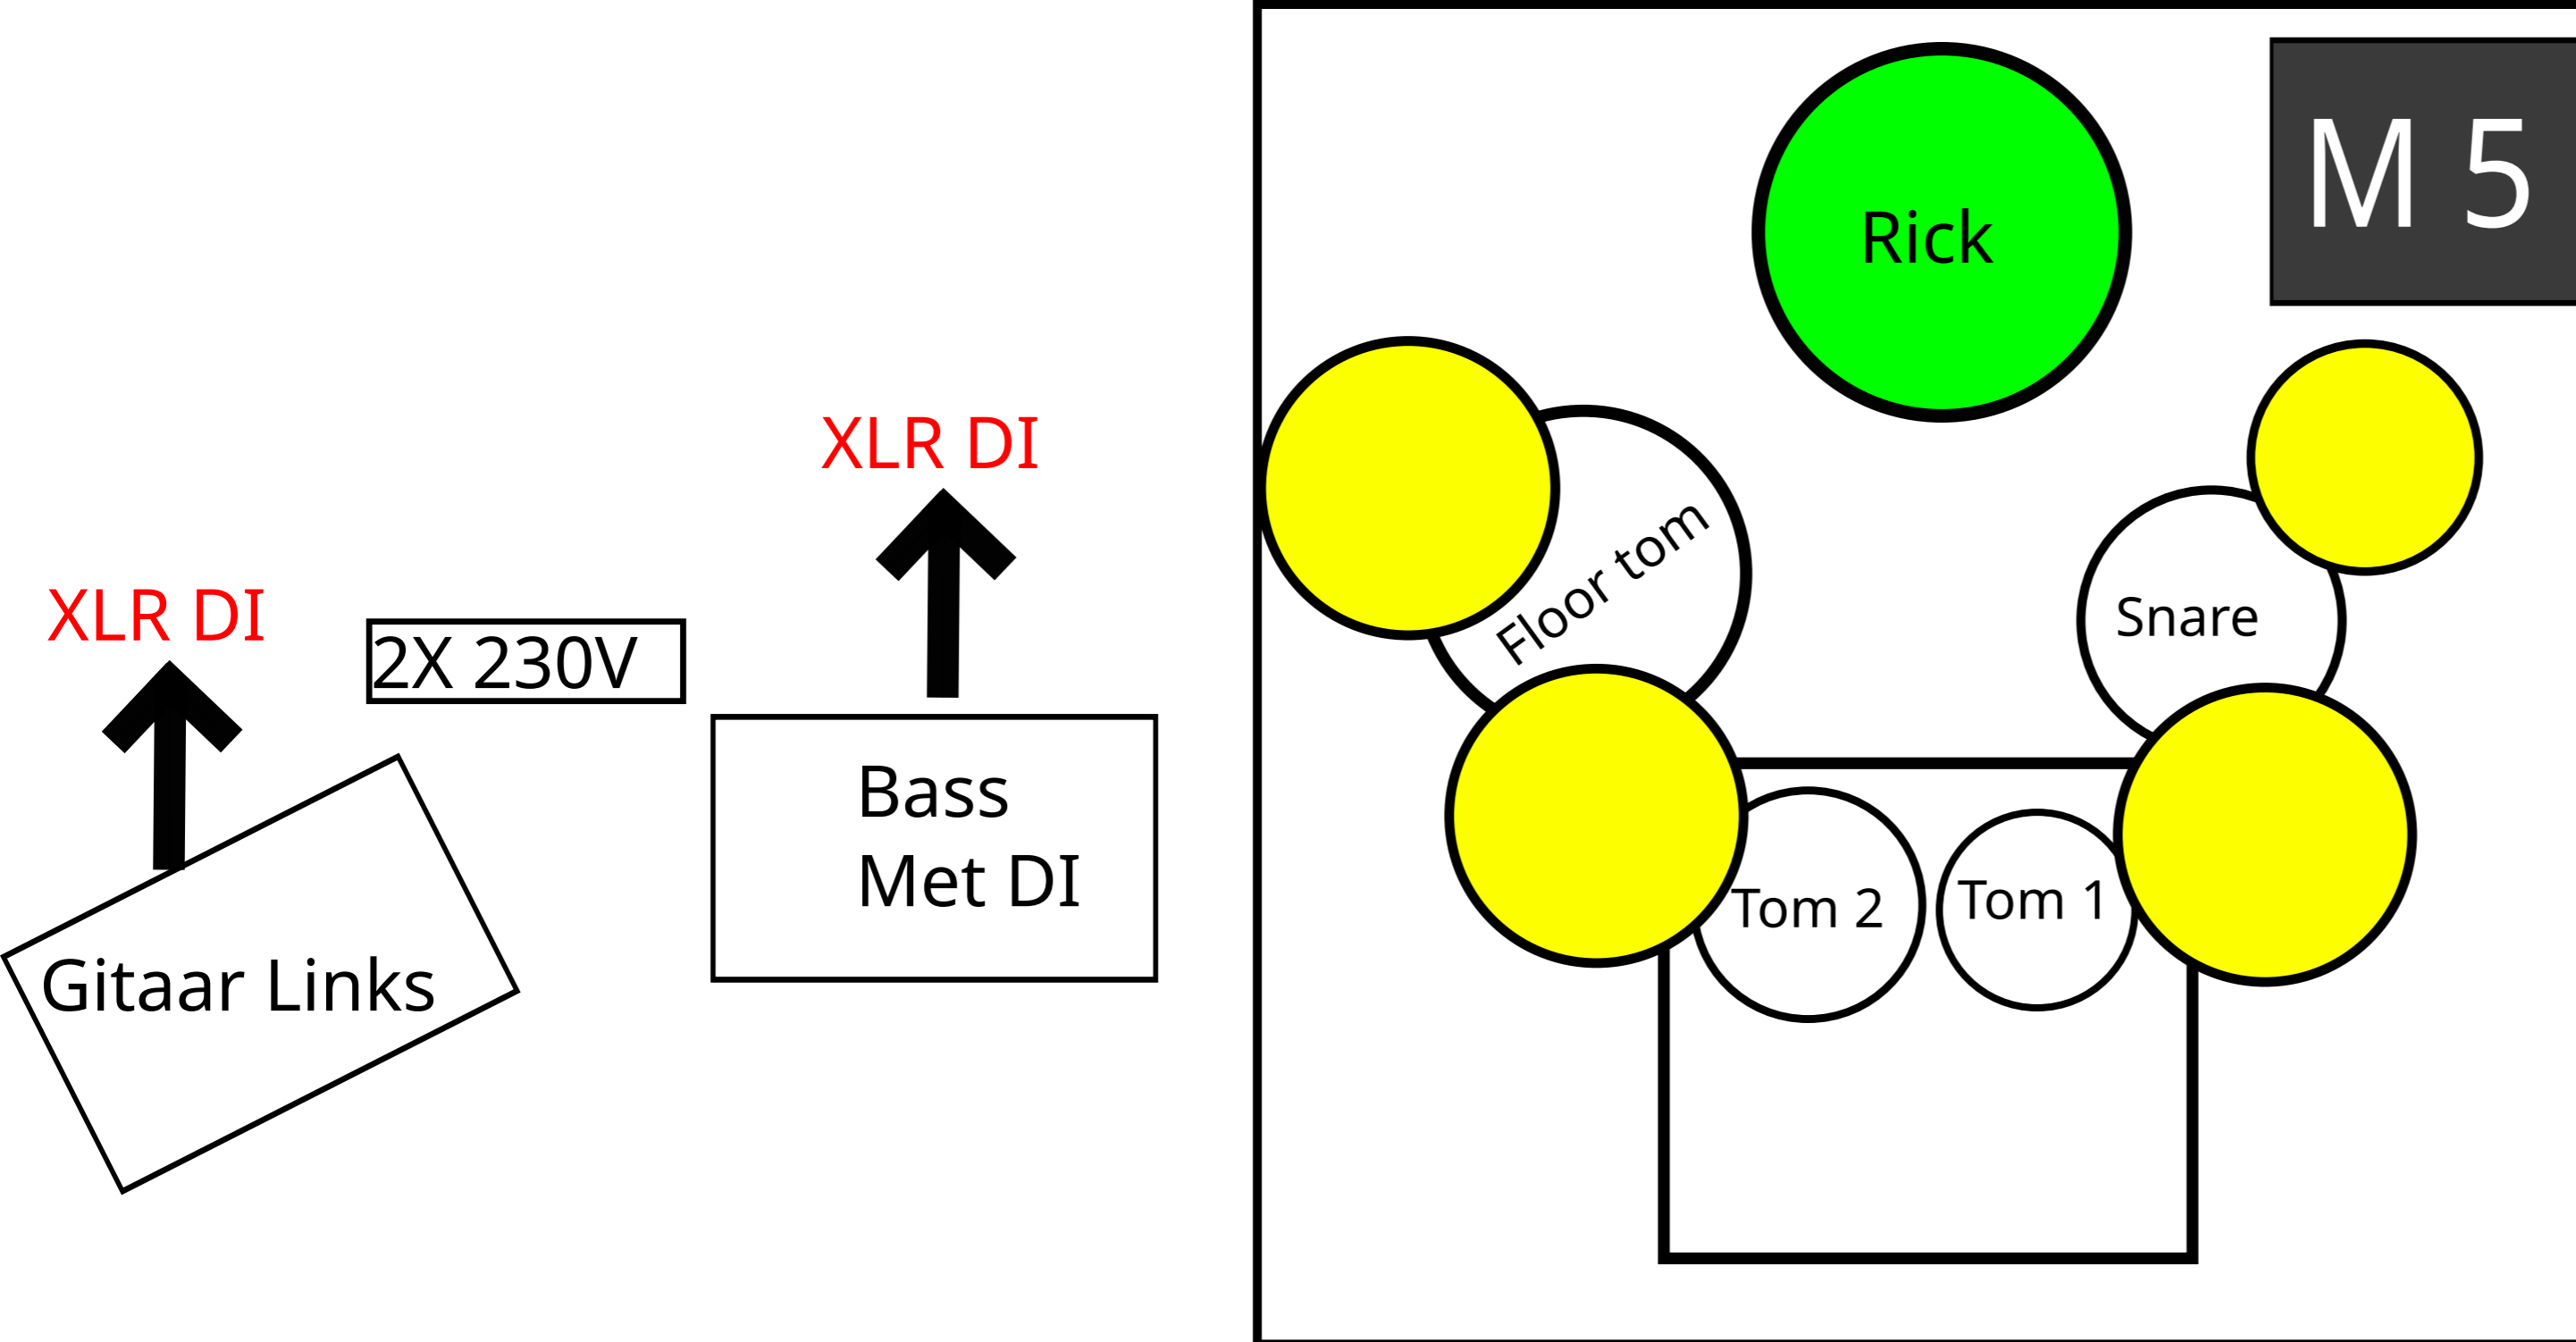 M 5
Rick
XLR DI
XLR DI
2X 230V
Floor tom
Snare
Bass
Met DI
Gitaar Links
Tom 2
Tom 1